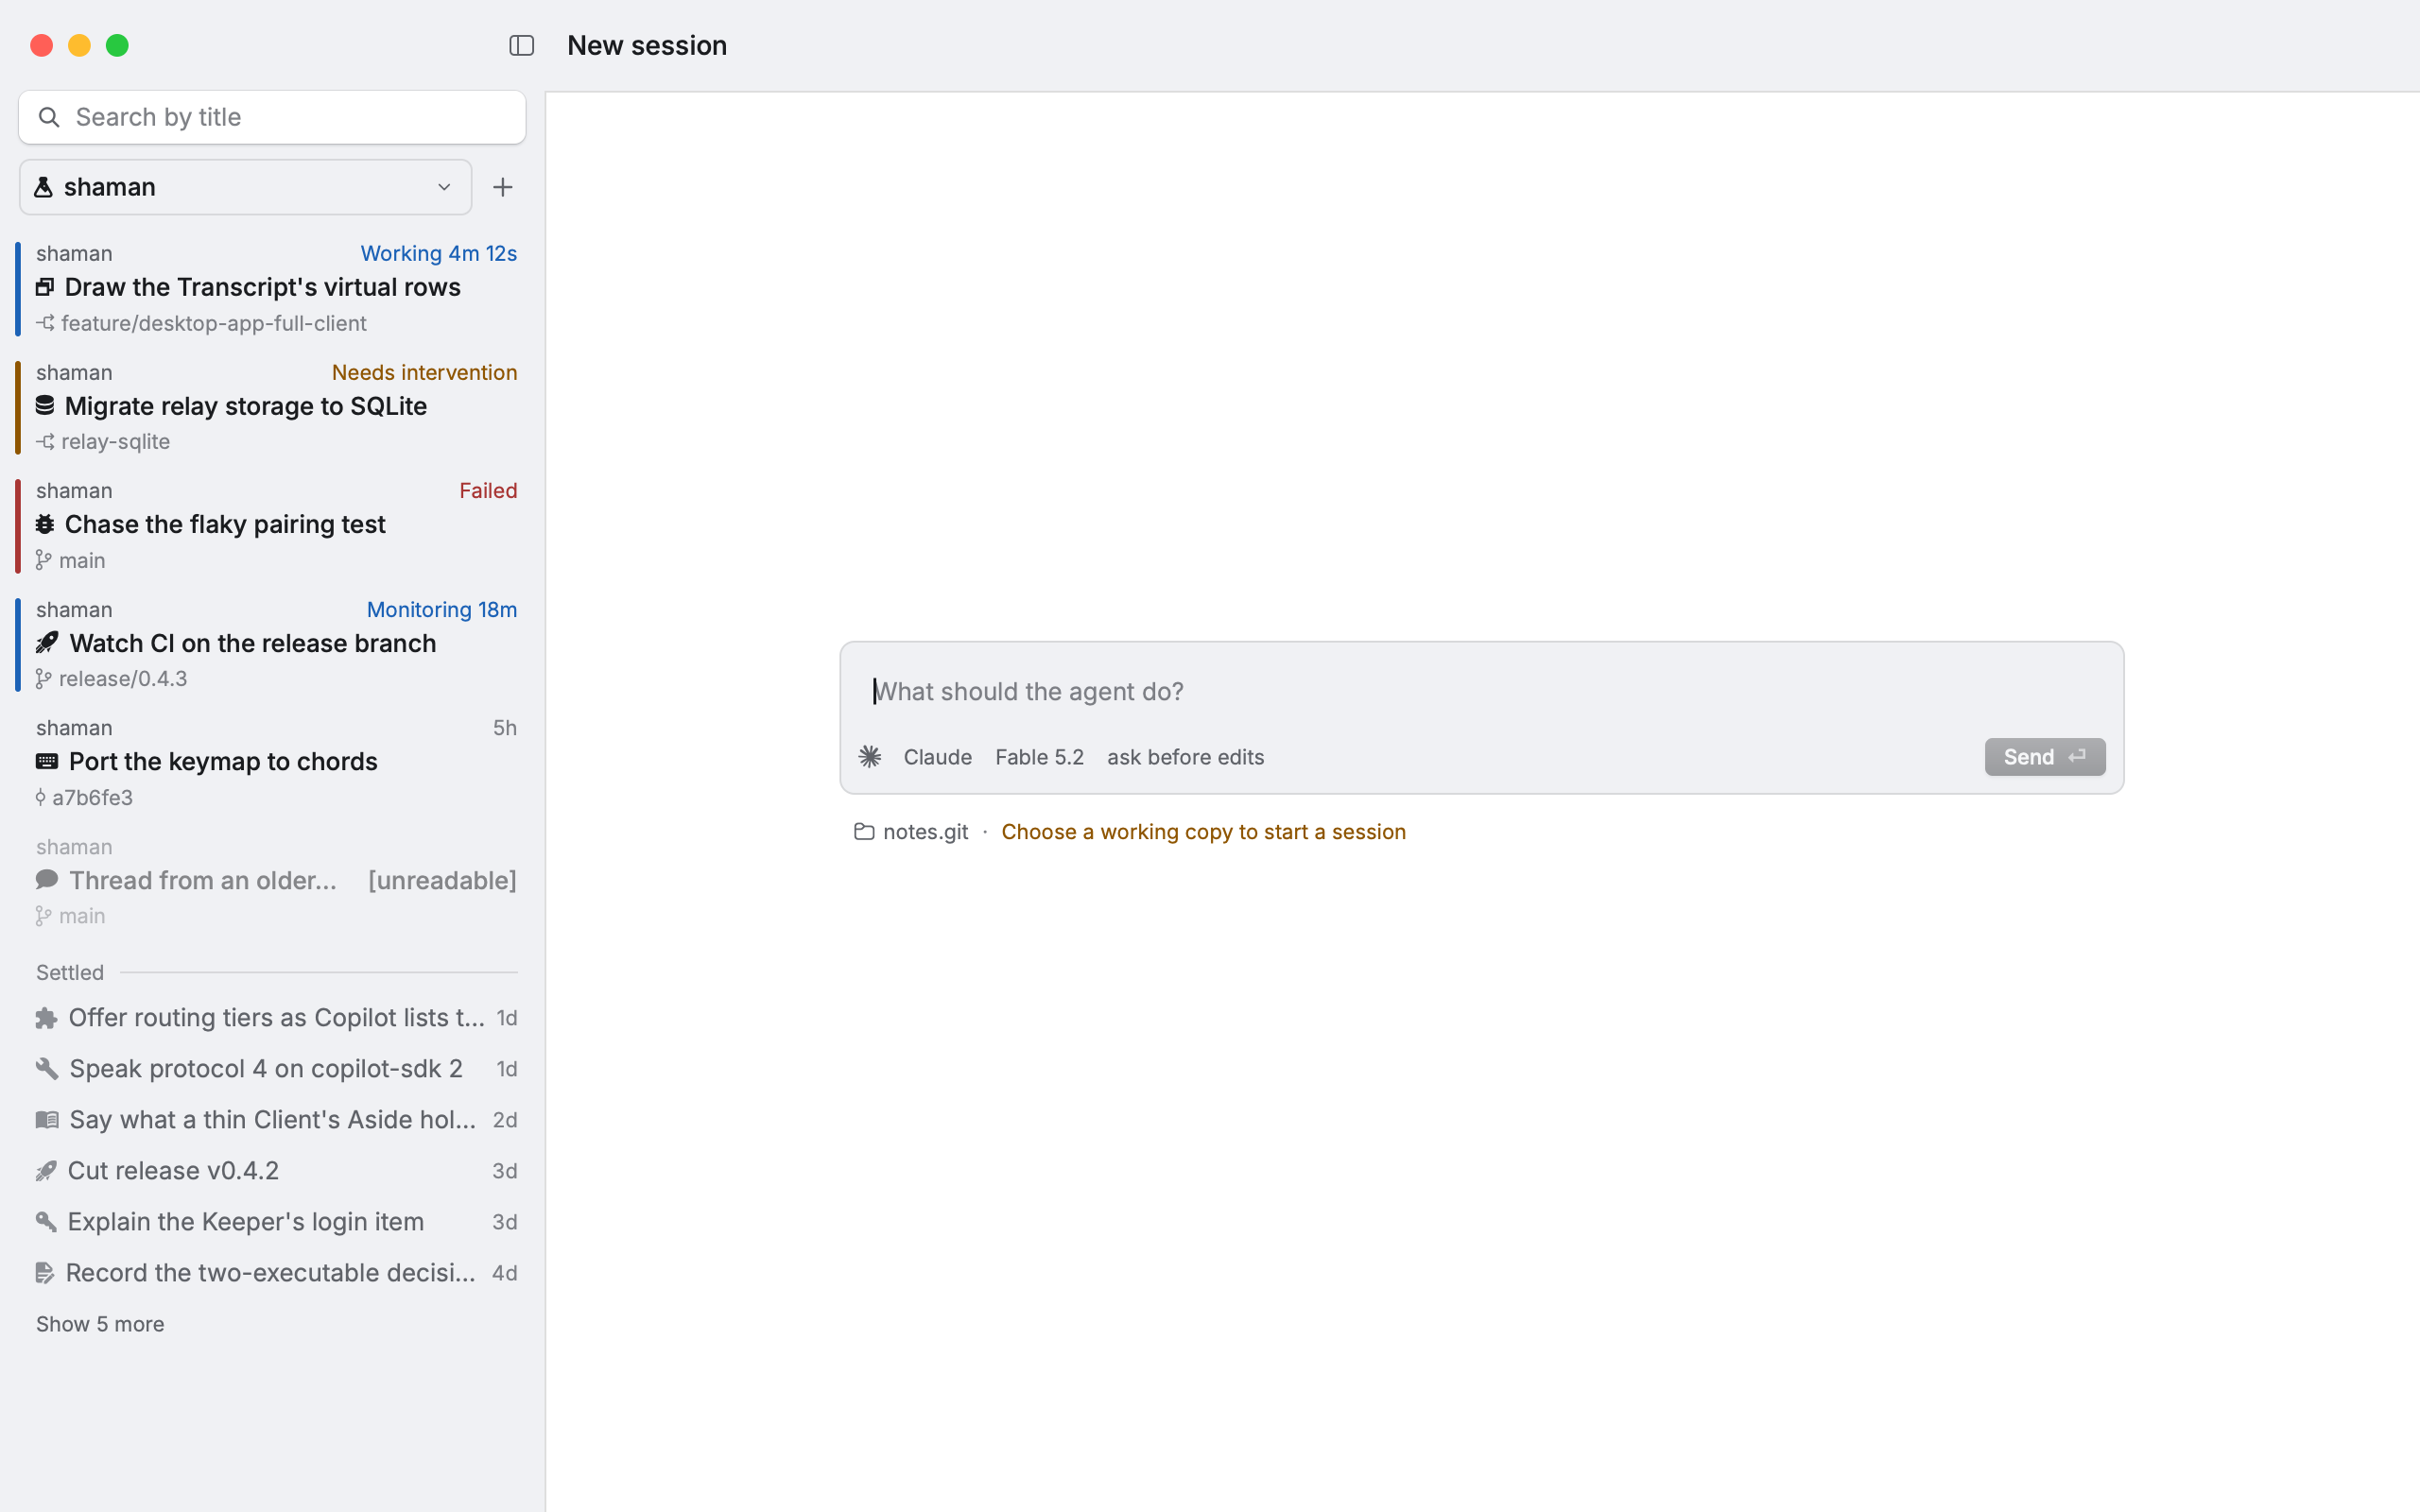 New session
Search by title
shaman
shaman Working 4m 12s
Draw the Transcript's virtual rows
feature/desktop-app-full-client
shaman Needs intervention
Migrate relay storage to SQLite
relay-sqlite
shaman Failed
Chase the flaky pairing test
main
shaman Monitoring 18m
Watch CI on the release branch
release/0.4.3
shaman 5h
Port the keymap to chords
a7b6fe3
shaman
Thread from an older... [unreadable]
main
Settled
Offer routing tiers as Copilot lists t... 1d
Speak protocol 4 on copilot-sdk 2 1d
Say what a thin Client's Aside hol... 2d
Cut release v0.4.2 3d
Explain the Keeper's login item 3d
Record the two-executable decisi... 4d
Show 5 more
What should the agent do?
Claude Fable 5.2 ask before edits Send
notes.git · Choose a working copy to start a session